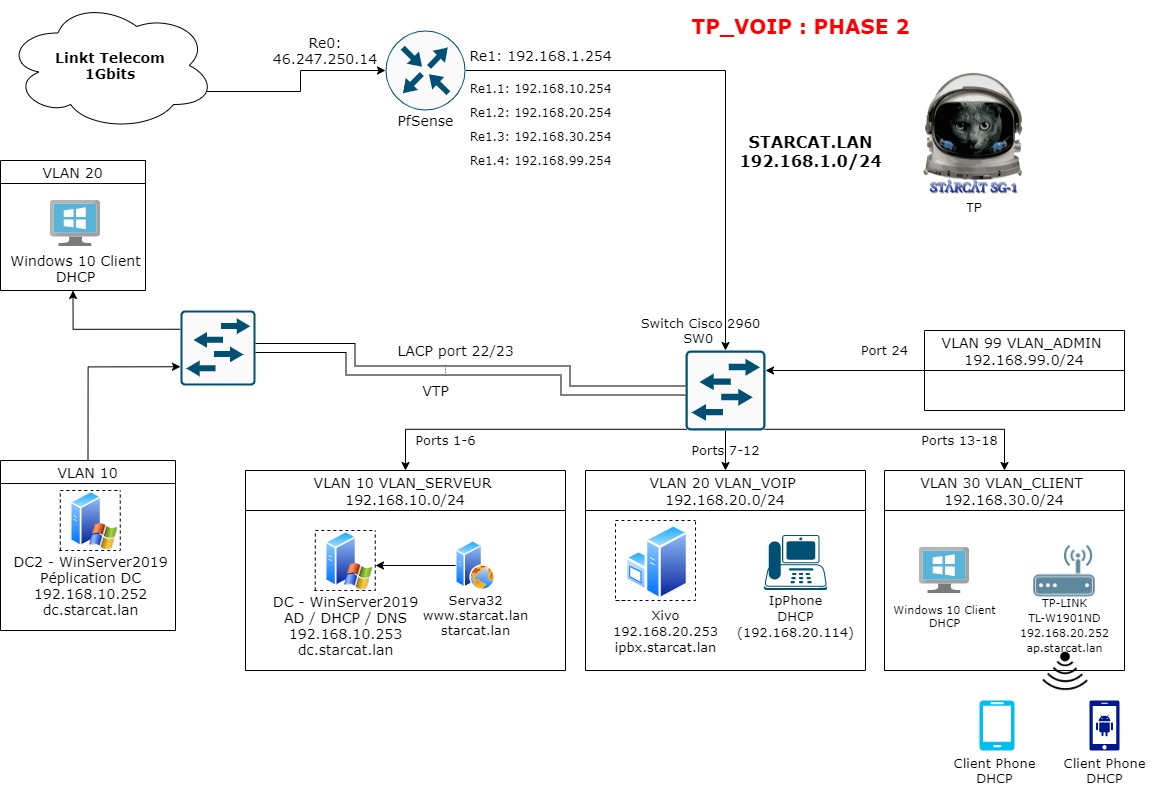 TP_VOIP : PHASE 2
Linkt Telecom
1Gbits
Re0:
46.247.250.14
PfSense
Re1: 192.168.1.254
Re1.1: 192.168.10.254
Re1.2: 192.168.20.254
Re1.3: 192.168.30.254
Re1.4: 192.168.99.254
STARCAT.LAN
192.168.1.0/24
STARCAT SG-1
TP
VLAN 20
Windows 10 Client
DHCP
LACP port 22/23
VTP
Switch Cisco 2960
SW0
Port 24
VLAN 99 VLAN_ADMIN
192.168.99.0/24
Ports 1-6
Ports 7-12
Ports 13-18
VLAN 10
DC2 - WinServer2019
Péplication DC
192.168.10.252
dc.starcat.lan
VLAN 10 VLAN_SERVEUR
192.168.10.0/24
DC - WinServer2019
AD / DHCP / DNS
192.168.10.253
dc.starcat.lan
Serva32
www.starcat.lan
starcat.lan
VLAN 20 VLAN_VOIP
192.168.20.0/24
Xivo
192.168.20.253
ipbx.starcat.lan
IpPhone
DHCP
(192.168.20.114)
VLAN 30 VLAN_CLIENT
192.168.30.0/24
Windows 10 Client
DHCP
TP-LINK
TL-W1901ND
192.168.20.252
ap.starcat.lan
Client Phone
DHCP
Client Phone
DHCP